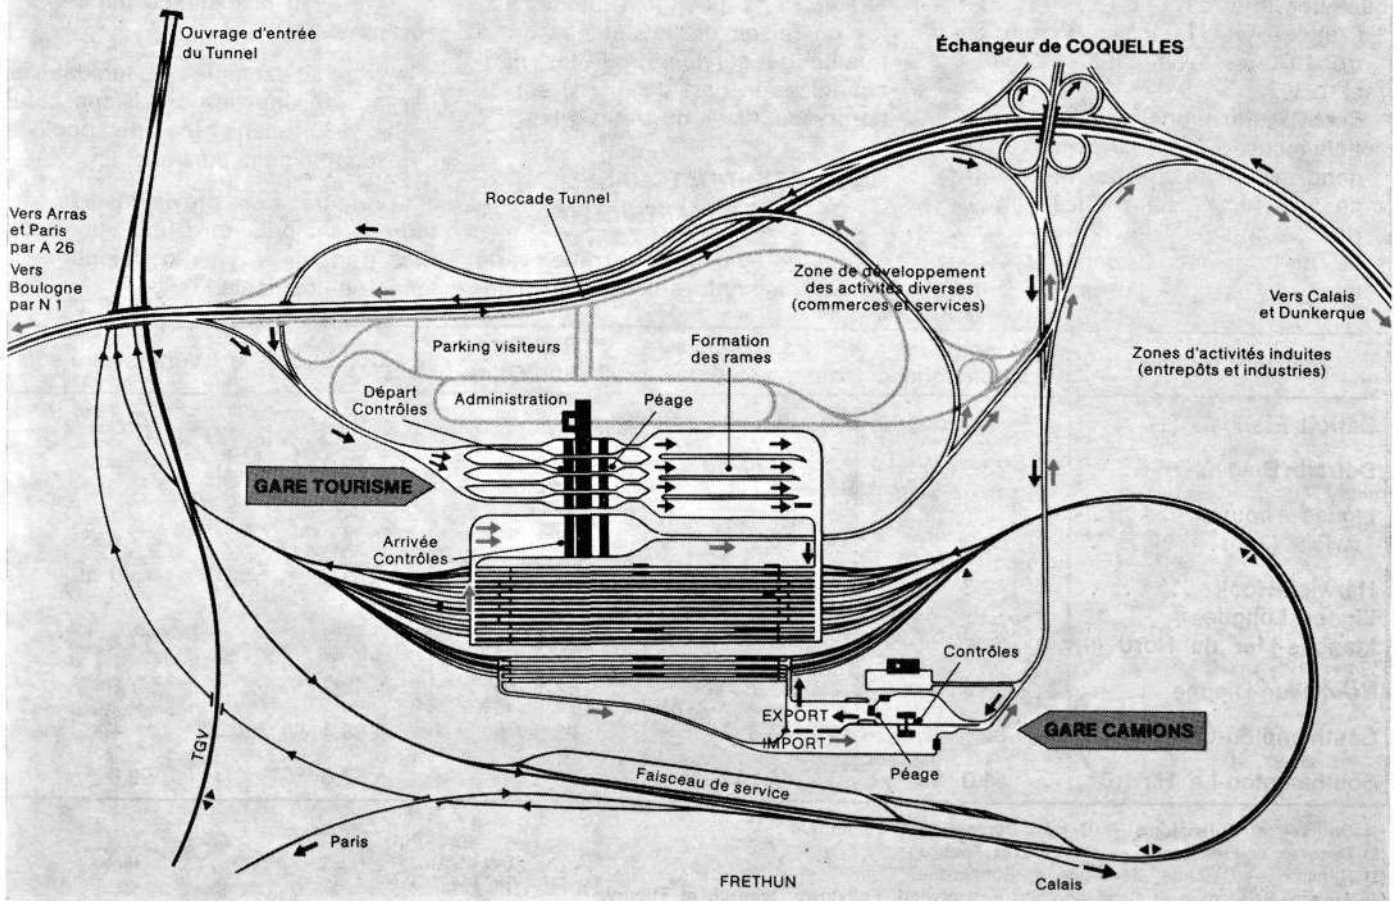 Ouvrage d'entrée
du Tunnel
Échangeur de COQUELLES
Roccade Tunnel
Vers Arras
et Paris
par A 26
Vers
Boulogne
par N 1
Zone de développement
des activités diverses
(commerces et services)
Vers Calais
et Dunkerque
Parking visiteurs
Formation
des rames
Zones d'activités induites
(entrepôts et industries)
Départ
Contrôles
Administration
Péage
GARE TOURISME
Arrivée
Contrôles
Contrôles
EXPORT
IMPORT
GARE CAMIONS
Péage
TGV
Faisceau de service
Paris
FRETHUN
Calais